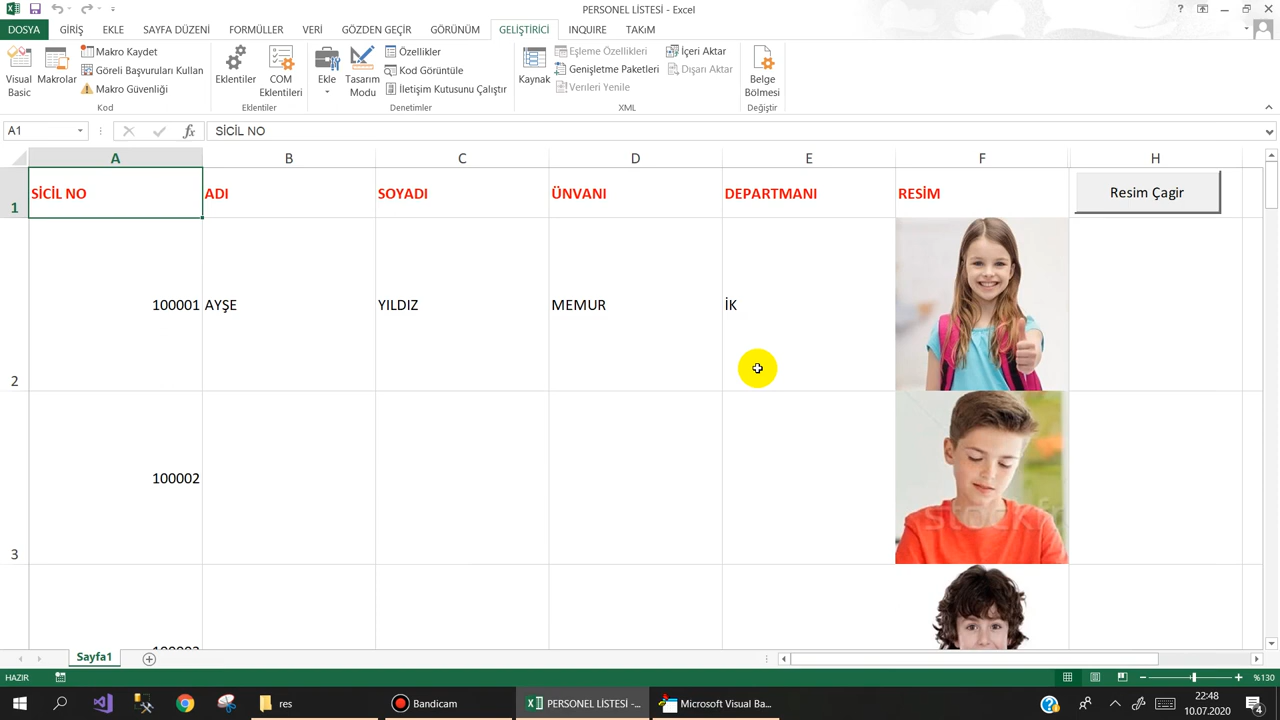 PERSONEL LİSTESİ - Excel
DOSYA GİRİŞ EKLE SAYFA DÜZENİ FORMÜLLER VERİ GÖZDEN GEÇİR GÖRÜNÜM GELİŞTİRİCİ INQUIRE TAKıM
Visual Basic
Makrolar
Makro Kaydet
Göreli Başvuruları Kullan
Makro Güvenliği
Kod
Eklentiler
COM Eklentileri
Eklentiler
Ekle
Tasarım Modu
Özellikler
Kod Görüntüle
İletişim Kutusunu Çalıştır
Denetimler
Kaynak
Eşleme Özellikleri
Genişletme Paketleri
Verileri Yenile
İçeri Aktar
Dışarı Aktar
XML
Belge Bölmesi
Değiştir
A1
fx
SİCİL NO
A B C D E F H
1 SİCİL NO ADI SOYADI ÜNVANI DEPARTMANI RESİM Resim Çagir
2 100001 AYŞE YILDIZ MEMUR İK
3 100002
Sayfa1
HAZIR
%130
res
Bandicam
PERSONEL LİSTESİ -...
Microsoft Visual Ba...
22:48
10.07.2020
4